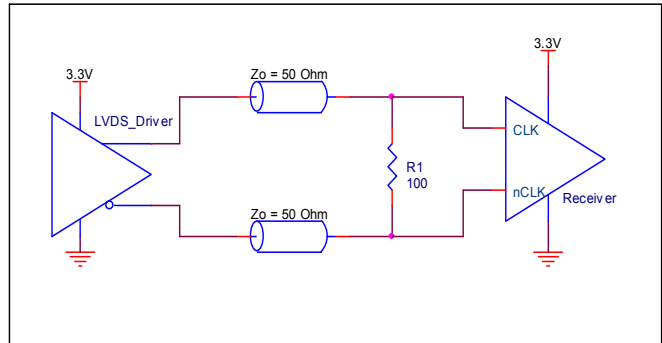 3.3V
LVDS_Driver
Zo = 50 Ohm
Zo = 50 Ohm
R1
100
3.3V
CLK
nCLK
Receiver